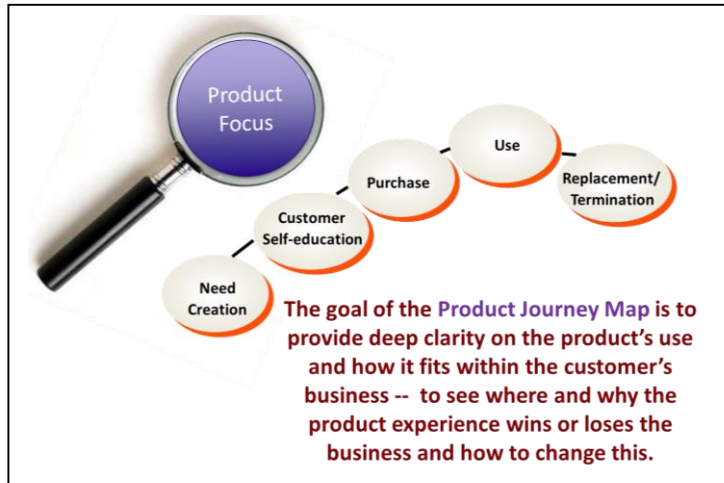 Product
Focus
Need
Creation
Customer
Self-education
Purchase
Use
Replacement/
Termination
The goal of the Product Journey Map is to
provide deep clarity on the product’s use
and how it fits within the customer’s
business --  to see where and why the
product experience wins or loses the
business and how to change this.